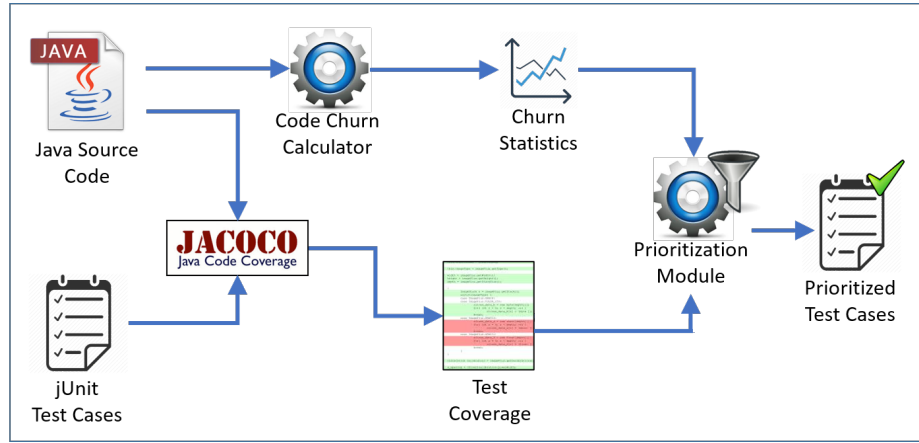 JAVA
Java Source
Code
Code Churn
Calculator
Churn
Statistics
JACOCO
Java Code Coverage
jUnit
Test Cases
Test
Coverage
Prioritization
Module
Prioritized
Test Cases